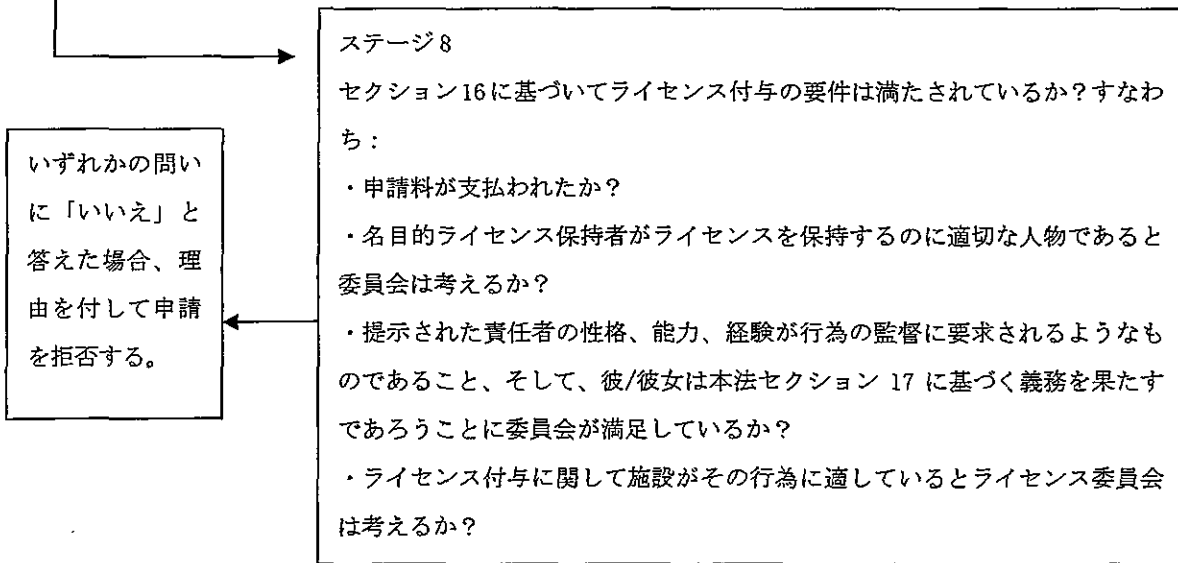 ステージ8
セクション16に基づいてライセンス付与の要件は満たされているか？すなわ
ち：
・申請料が支払われたか？
・名目的ライセンス保持者がライセンスを保持するのに適切な人物であると
委員会は考えるか？
・提示された責任者の性格、能力、経験が行為の監督に要求されるようなも
のであること、そして、彼/彼女は本法セクション 17 に基づく義務を果たす
であろうことに委員会が満足しているか？
・ライセンス付与に関して施設がその行為に適しているとライセンス委員会
は考えるか？
いずれかの問い
に「いいえ」と
答えた場合、理
由を付して申請
を拒否する。